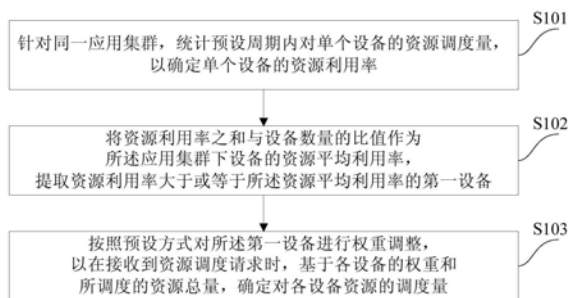 S101
针对同一应用集群，统计预设周期内对单个设备的资源调度量，
以确定单个设备的资源利用率
S102
将资源利用率之和与设备数量的比值作为
所述应用集群下设备的资源平均利用率，
提取资源利用率大于或等于所述资源平均利用率的第一设备
S103
按照预设方式对所述第一设备进行权重调整，
以在接收到资源调度请求时，基于各设备的权重和
所调度的资源总量，确定对各设备资源的调度量